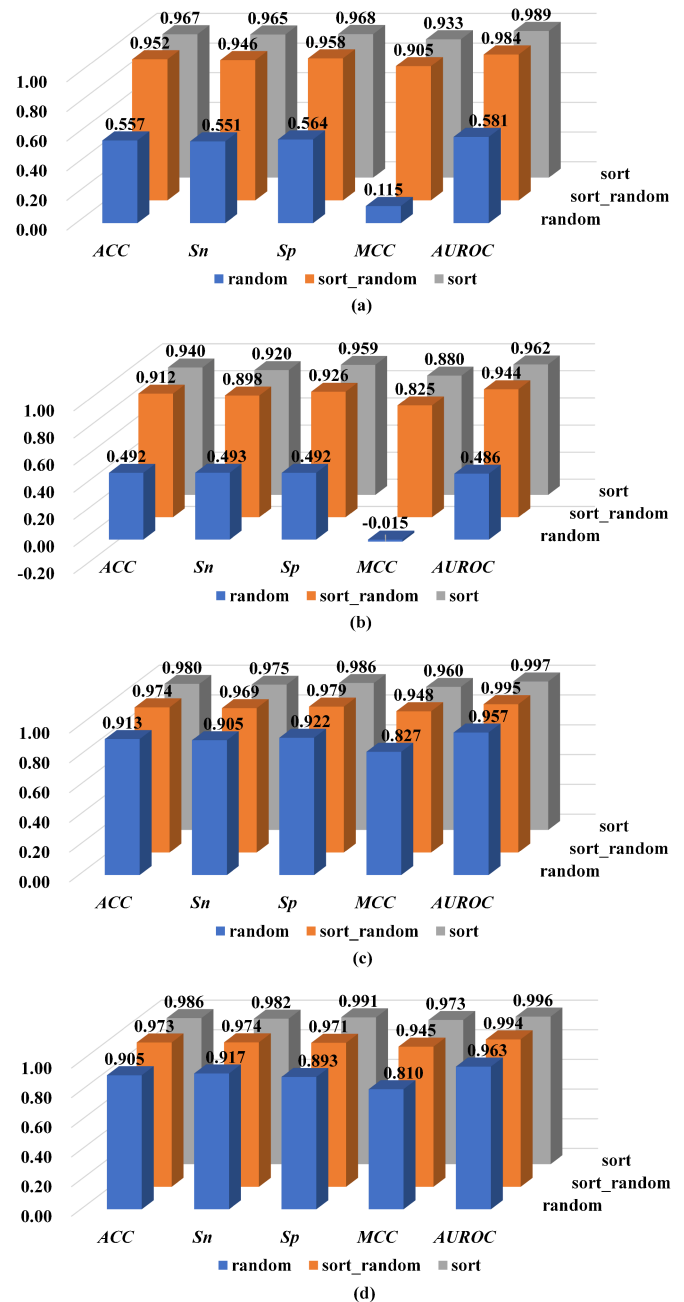 0.967 0.965 0.968 0.933 0.989
0.952 0.946 0.958 0.905 0.984
1.00
0.80
0.60
0.40
0.20
0.00
0.557 0.551 0.564 0.115 0.581
sort
sort_random
random
ACC Sn Sp MCC AUROC
random sort_random sort
(a)
0.940 0.920 0.959 0.880 0.962
0.912 0.898 0.926 0.825 0.944
1.00
0.80
0.60
0.40
0.20
0.00
-0.20
0.492 0.493 0.492 -0.015 0.486
sort
sort_random
random
ACC Sn Sp MCC AUROC
random sort_random sort
(b)
0.980 0.975 0.986 0.960 0.997
0.974 0.969 0.979 0.948 0.995
0.913 0.905 0.922 0.827 0.957
1.00
0.80
0.60
0.40
0.20
0.00
sort
sort_random
random
ACC Sn Sp MCC AUROC
random sort_random sort
(c)
0.986 0.982 0.991 0.973 0.996
0.973 0.974 0.971 0.945 0.994
0.905 0.917 0.893 0.810 0.963
1.00
0.80
0.60
0.40
0.20
0.00
sort
sort_random
random
ACC Sn Sp MCC AUROC
random sort_random sort
(d)